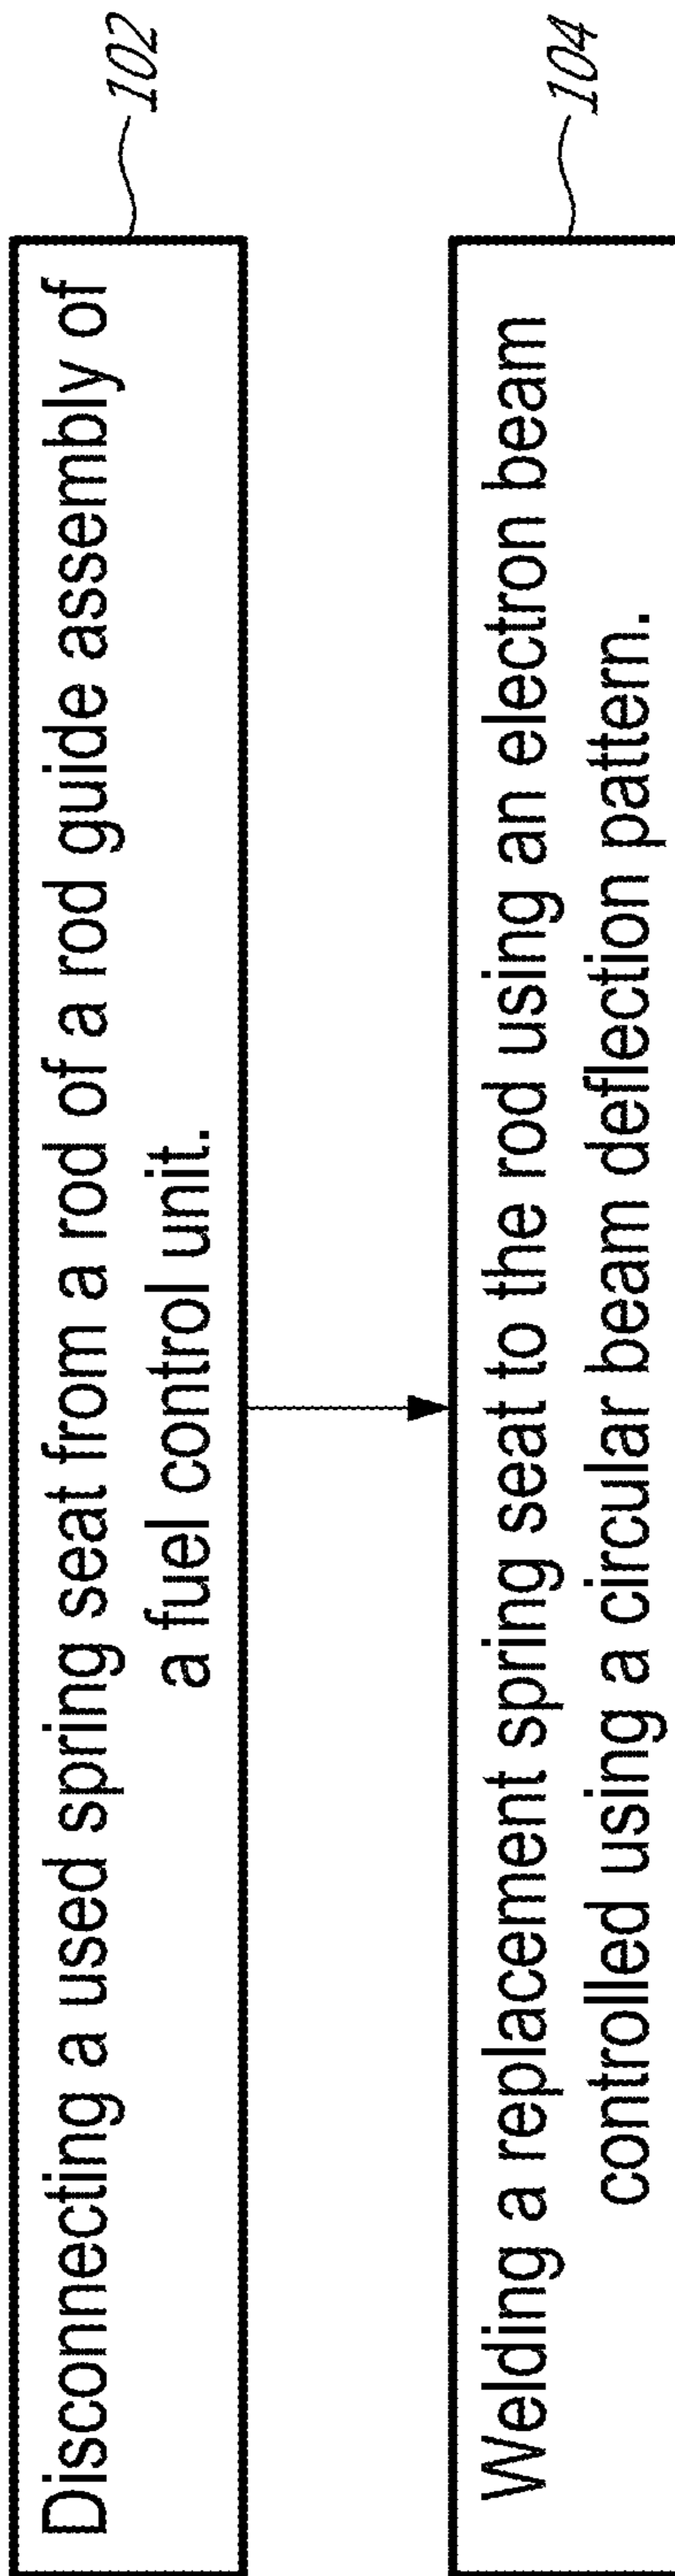 Disconnecting a used spring seat from a rod of a rod guide assembly of
a fuel control unit.
102
Welding a replacement spring seat to the rod using an electron beam
controlled using a circular beam deflection pattern.
104